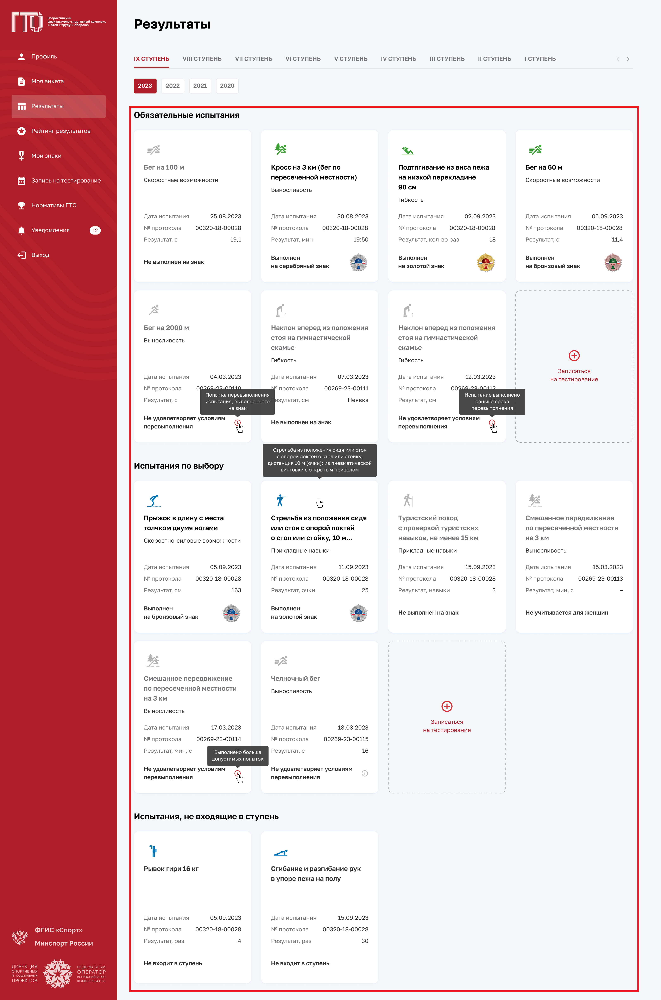 ГТО
Всероссийский
физкультурно-спортивный комплекс
«Готов к труду и обороне»
Профиль
Моя анкета
Результаты
Рейтинг результатов
Мои знаки
Запись на тестирование
Нормативы ГТО
Уведомления 12
Выход
ФГИС «Спорт»
Минспорт России
ДИРЕКЦИЯ
СПОРТИВНЫХ
И СОЦИАЛЬНЫХ
ПРОЕКТОВ
ФЕДЕРАЛЬНЫЙ
ОПЕРАТОР
ВСЕРОССИЙСКОГО
КОМПЛЕКСА ГТО
Результаты
IX СТУПЕНЬ VIII СТУПЕНЬ VII СТУПЕНЬ VI СТУПЕНЬ V СТУПЕНЬ IV СТУПЕНЬ III СТУПЕНЬ II СТУПЕНЬ I СТУПЕНЬ
2023 2022 2021 2020
Обязательные испытания
Бег на 100 м
Скоростные возможности
Дата испытания 25.08.2023
№ протокола 00320-18-00028
Результат, с 19,1
Не выполнен на знак
Кросс на 3 км (бег по
пересеченной местности)
Выносливость
Дата испытания 30.08.2023
№ протокола 00320-18-00028
Результат, мин 19:50
Выполнен
на серебряный знак
ГТО
Подтягивание из виса лежа
на низкой перекладине
90 см
Гибкость
Дата испытания 02.09.2023
№ протокола 00320-18-00028
Результат, кол-во раз 18
Выполнен
на золотой знак
ГТО
Бег на 60 м
Скоростные возможности
Дата испытания 05.09.2023
№ протокола 00320-18-00028
Результат, с 11,4
Выполнен
на бронзовый знак
ГТО
Бег на 2000 м
Выносливость
Дата испытания 04.03.2023
№ протокола 00269-23-00110
Результат, с
Попытка перевыполнения
испытания, выполненного
на знак
Не удовлетворяет условиям
перевыполнения
Наклон вперед из положения
стоя на гимнастической
скамье
Гибкость
Дата испытания 07.03.2023
№ протокола 00269-23-00111
Результат, см Неявка
Не выполнен на знак
Наклон вперед из положения
стоя на гимнастической
скамье
Гибкость
Дата испытания 12.03.2023
№ протокола 00269-23-00112
Результат, см
Испытание выполнено
раньше срока
перевыполнения
Не удовлетворяет условиям
перевыполнения
Записаться
на тестирование
Испытания по выбору
Стрельба из положения сидя или стоя
с опорой локтей о стол или стойку,
дистанция 10 м (очки): из пневматической
винтовки с открытым прицелом
Прыжок в длину с места
толчком двумя ногами
Скоростно-силовые возможности
Дата испытания 05.09.2023
№ протокола 00320-18-00028
Результат, см 163
Выполнен
на бронзовый знак
ГТО
Стрельба из положения сидя
или стоя с опорой локтей
о стол или стойку, 10 м...
Прикладные навыки
Дата испытания 11.09.2023
№ протокола 00320-18-00028
Результат, очки 25
Выполнен
на золотой знак
ГТО
Туристский поход
с проверкой туристских
навыков, не менее 15 км
Прикладные навыки
Дата испытания 15.09.2023
№ протокола 00320-18-00028
Результат, навыки 3
Не выполнен на знак
Смешанное передвижение
по пересеченной местности
на 3 км
Выносливость
Дата испытания 15.03.2023
№ протокола 00269-23-00113
Результат, мин, с –
Не учитывается для женщин
Смешанное передвижение
по пересеченной местности
на 3 км
Выносливость
Дата испытания 17.03.2023
№ протокола 00269-23-00114
Результат, мин, с
Выполнено больше
допустимых попыток
Не удовлетворяет условиям
перевыполнения
Челночный бег
Выносливость
Дата испытания 18.03.2023
№ протокола 00269-23-00115
Результат, с 16
Не удовлетворяет условиям
перевыполнения
Записаться
на тестирование
Испытания, не входящие в ступень
Рывок гири 16 кг
Дата испытания 05.09.2023
№ протокола 00320-18-00028
Результат, раз 4
Не входит в ступень
Сгибание и разгибание рук
в упоре лежа на полу
Дата испытания 15.09.2023
№ протокола 00320-18-00028
Результат, раз 30
Не входит в ступень